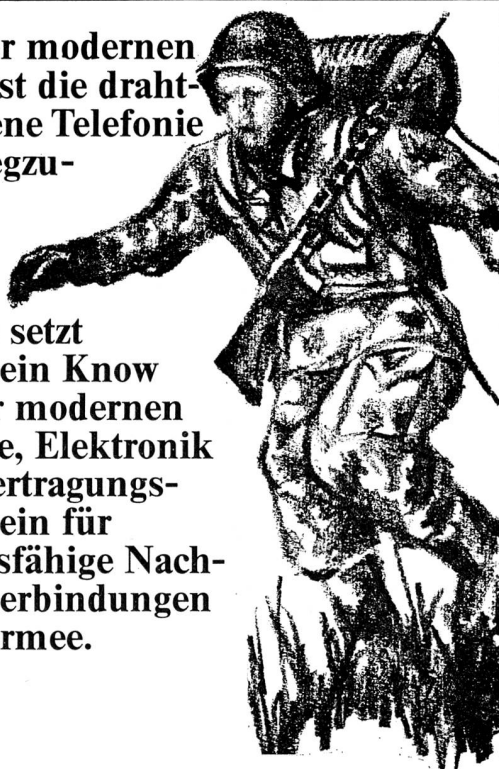 r modernen
st die draht-
ene Telefonie
egzu-
setzt
ein Know
r modernen
e, Elektronik
ertragungs-
ein für
sfähige Nach-
erbindungen
rmee.